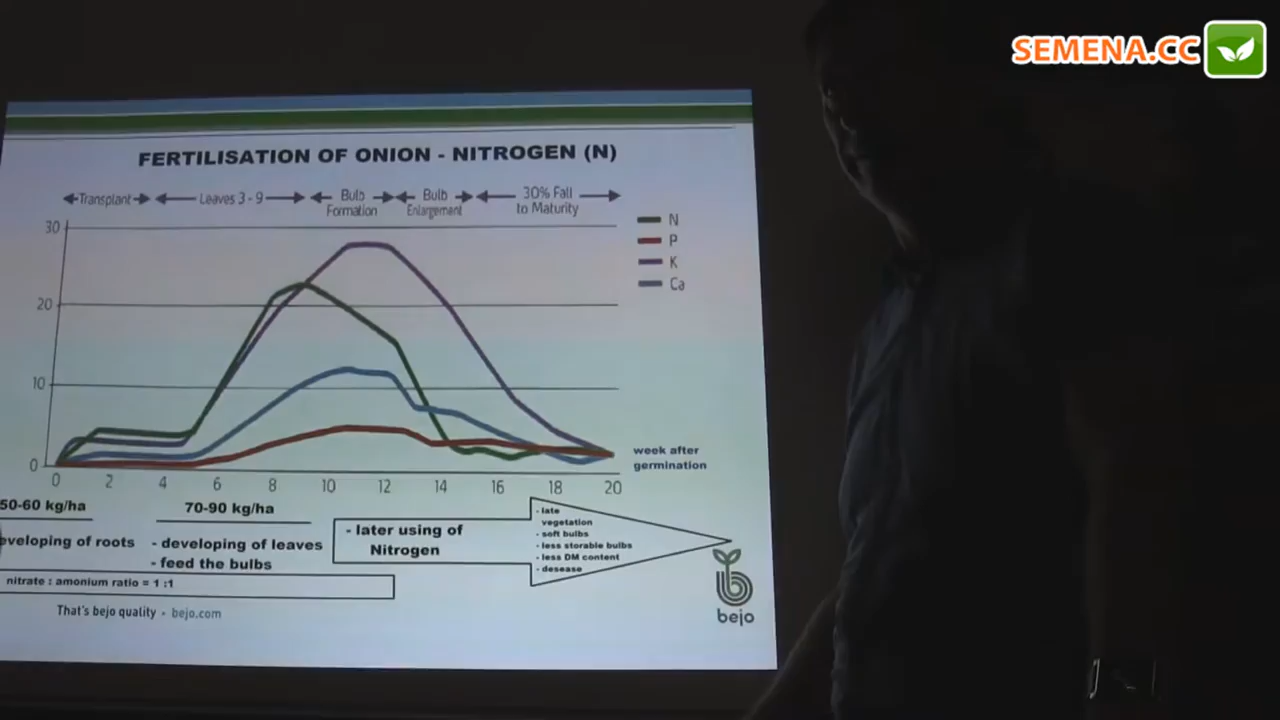 SEMENA.CC
FERTILISATION OF ONION - NITROGEN (N)
Transplant
Leaves 3 - 9
Bulb
Formation
Bulb
Enlargement
30% Fall
to Maturity
N
P
K
Ca
30
20
10
0
0 2 4 6 8 10 12 14 16 18 20
week after
germination
50-60 kg/ha
70-90 kg/ha
eveloping of roots
- developing of leaves
- feed the bulbs
- later using of
Nitrogen
- late
vegetation
- soft bulbs
- less storable bulbs
- less DM content
- desease
nitrate : amonium ratio = 1 :1
That's bejo quality • bejo.com
bejo